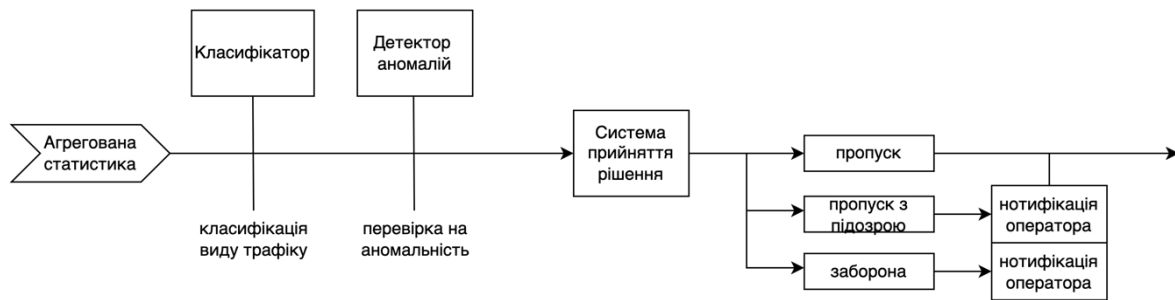 Класифікатор
Детектор
аномалій
Агрегована
статистика
класифікація
виду трафіку
перевірка на
аномальність
Система
прийняття
рішення
пропуск
пропуск з
підозрою
нотифікація
оператора
заборона
нотифікація
оператора